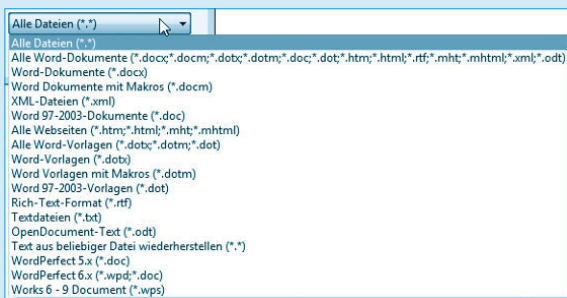 Alle Dateien (*.*)
Alle Dateien (*.*)
Alle Word-Dokumente (*.docx;*.docm;*.dotx;*.dotm;*.doc;*.dot;*.htm;*.html;*.rtf;*.mht;*.mhtml;*.xml;*.odt)
Word-Dokumente (*.docx)
Word Dokumente mit Makros (*.docm)
XML-Dateien (*.xml)
Word 97-2003-Dokumente (*.doc)
Alle Webseiten (*.htm;*.html;*.mht;*.mhtml)
Alle Word-Vorlagen (*.dotx;*.dotm;*.dot)
Word-Vorlagen (*.dotx)
Word Vorlagen mit Makros (*.dotm)
Word 97-2003-Vorlagen (*.dot)
Rich-Text-Format (*.rtf)
Textdateien (*.txt)
OpenDocument-Text (*.odt)
Text aus beliebiger Datei wiederherstellen (*.*)
WordPerfect 5.x (*.doc)
WordPerfect 6.x (*.wpd;*.doc)
Works 6 - 9 Document (*.wps)